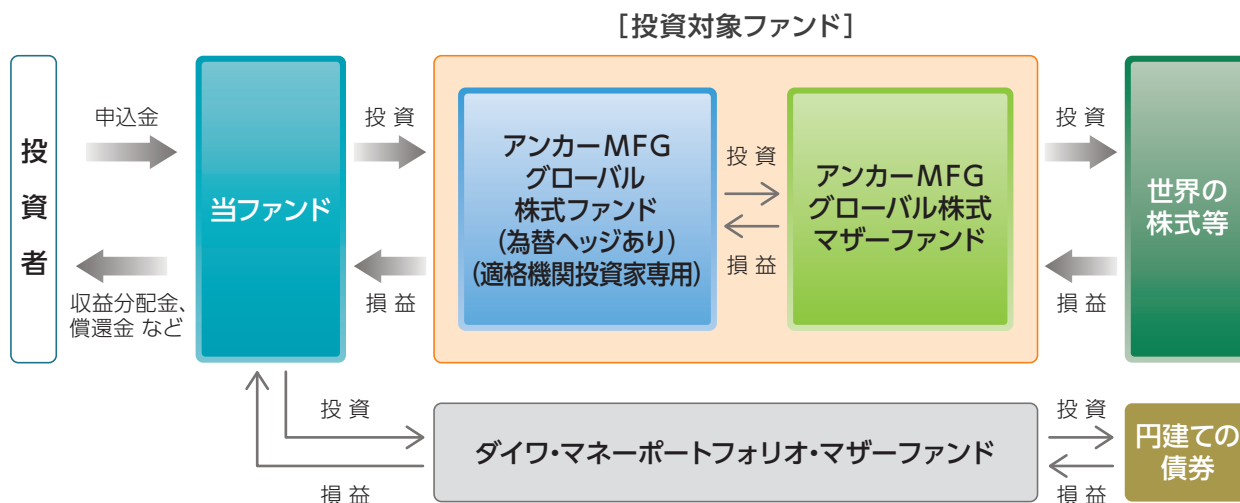 [投資対象ファンド]
投資者
申込金
収益分配金、
償還金 など
当ファンド
投 資
損 益
アンカーMFG
グローバル
株式ファンド
(為替ヘッジあり)
(適格機関投資家専用)
投 資
損 益
アンカーMFG
グローバル株式
マザーファンド
投 資
損 益
世界の
株式等
投 資
損 益
ダイワ・マネーポートフォリオ・マザーファンド
投 資
損 益
円建ての
債券